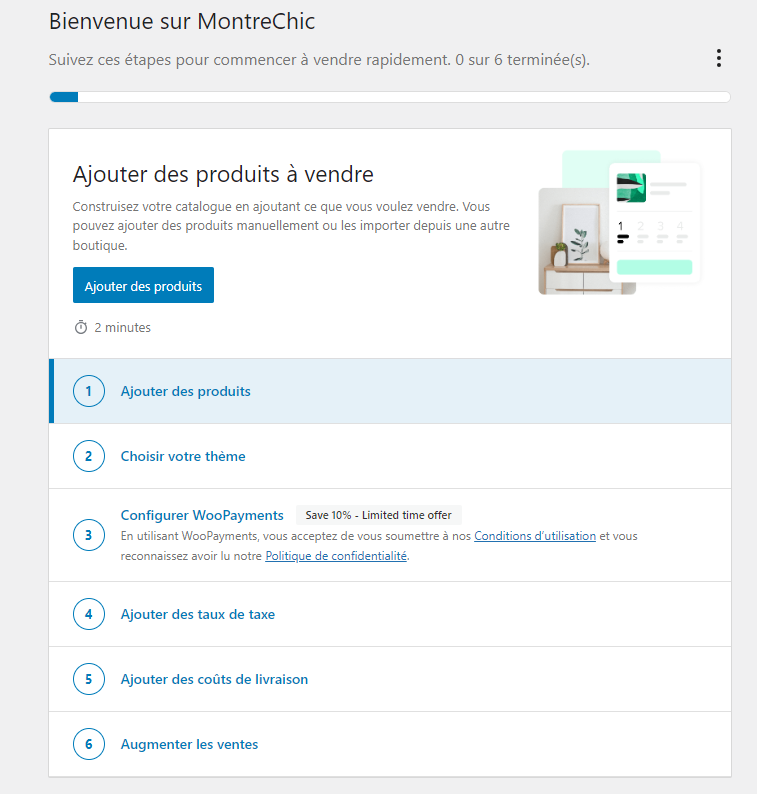 Bienvenue sur MontreChic
Suivez ces étapes pour commencer à vendre rapidement. 0 sur 6 terminée(s).
Ajouter des produits à vendre
Construisez votre catalogue en ajoutant ce que vous voulez vendre. Vous
pouvez ajouter des produits manuellement ou les importer depuis une autre
boutique.
1 2 3 4
Ajouter des produits
2 minutes
1 Ajouter des produits
2 Choisir votre thème
Configurer WooPayments Save 10% - Limited time offer
3 En utilisant WooPayments, vous acceptez de vous soumettre à nos Conditions d’utilisation et vous
reconnaissez avoir lu notre Politique de confidentialité.
4 Ajouter des taux de taxe
5 Ajouter des coûts de livraison
6 Augmenter les ventes